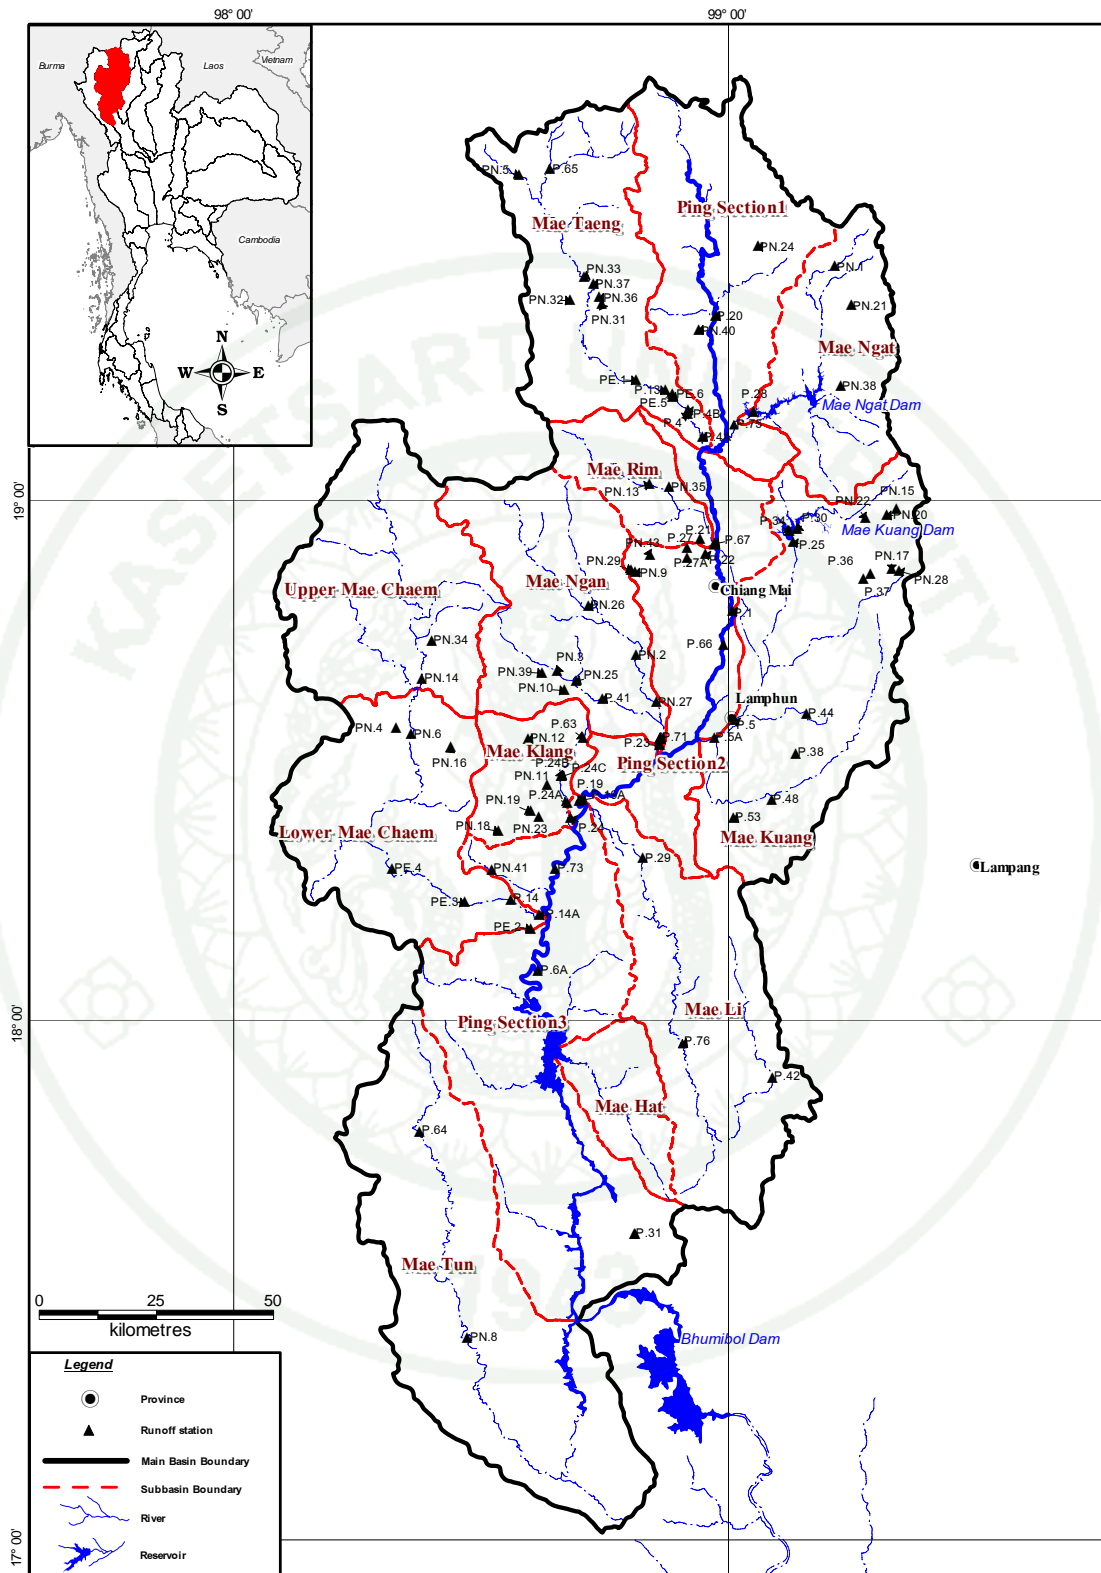 98° 00'
99° 00'
Burma
Laos
Vietnam
Cambodia
N
W
E
S
PN.5
P.65
Ping Section1
Mae Taeng
PN.24
PN.1
PN.33
PN.37
PN.32
PN.36
PN.31
PN.21
P.20
PN.40
Mae Ngat
PE.1
P.13
PE.6
PE.5
PN.38
P.28
Mae Ngat Dam
P.4B
P.4
P.75
P.4A
19° 00'
Mae Rim
PN.13
PN.35
PN.15
PN.22
PN.20
P.34
P.30
Mae Kuang Dam
P.21
P.67
P.27
P.25
PN.43
P.22
P.27A
P.36
PN.17
PN.29
PN.9
PN.28
P.37
Mae Ngan
Upper Mae Chaem
Chiang Mai
PN.26
P.1
PN.34
P.66
PN.2
PN.3
PN.39
PN.14
PN.25
PN.10
P.41
PN.27
Lamphun
P.44
P.5
PN.4
PN.6
P.63
PN.12
P.71
P.5A
P.23
PN.16
Mae Klang
P.38
Ping Section2
P.24B
P.24C
PN.11
P.19
P.24A
P.19A
P.48
PN.19
P.53
PN.23
P.24
Lower Mae Chaem
PN.18
Mae Kuang
P.29
PE.4
PN.41
P.73
Lampang
PE.3
P.14
P.14A
PE.2
P.6A
Mae Li
18° 00'
Ping Section3
P.76
P.42
Mae Hat
P.64
P.31
Mae Tun
0
25
50
kilometres
PN.8
Bhumibol Dam
Legend
Province
Runoff station
Main Basin Boundary
Subbasin Boundary
River
Reservoir
17° 00'
KASETSART UNIVERSITY
1943